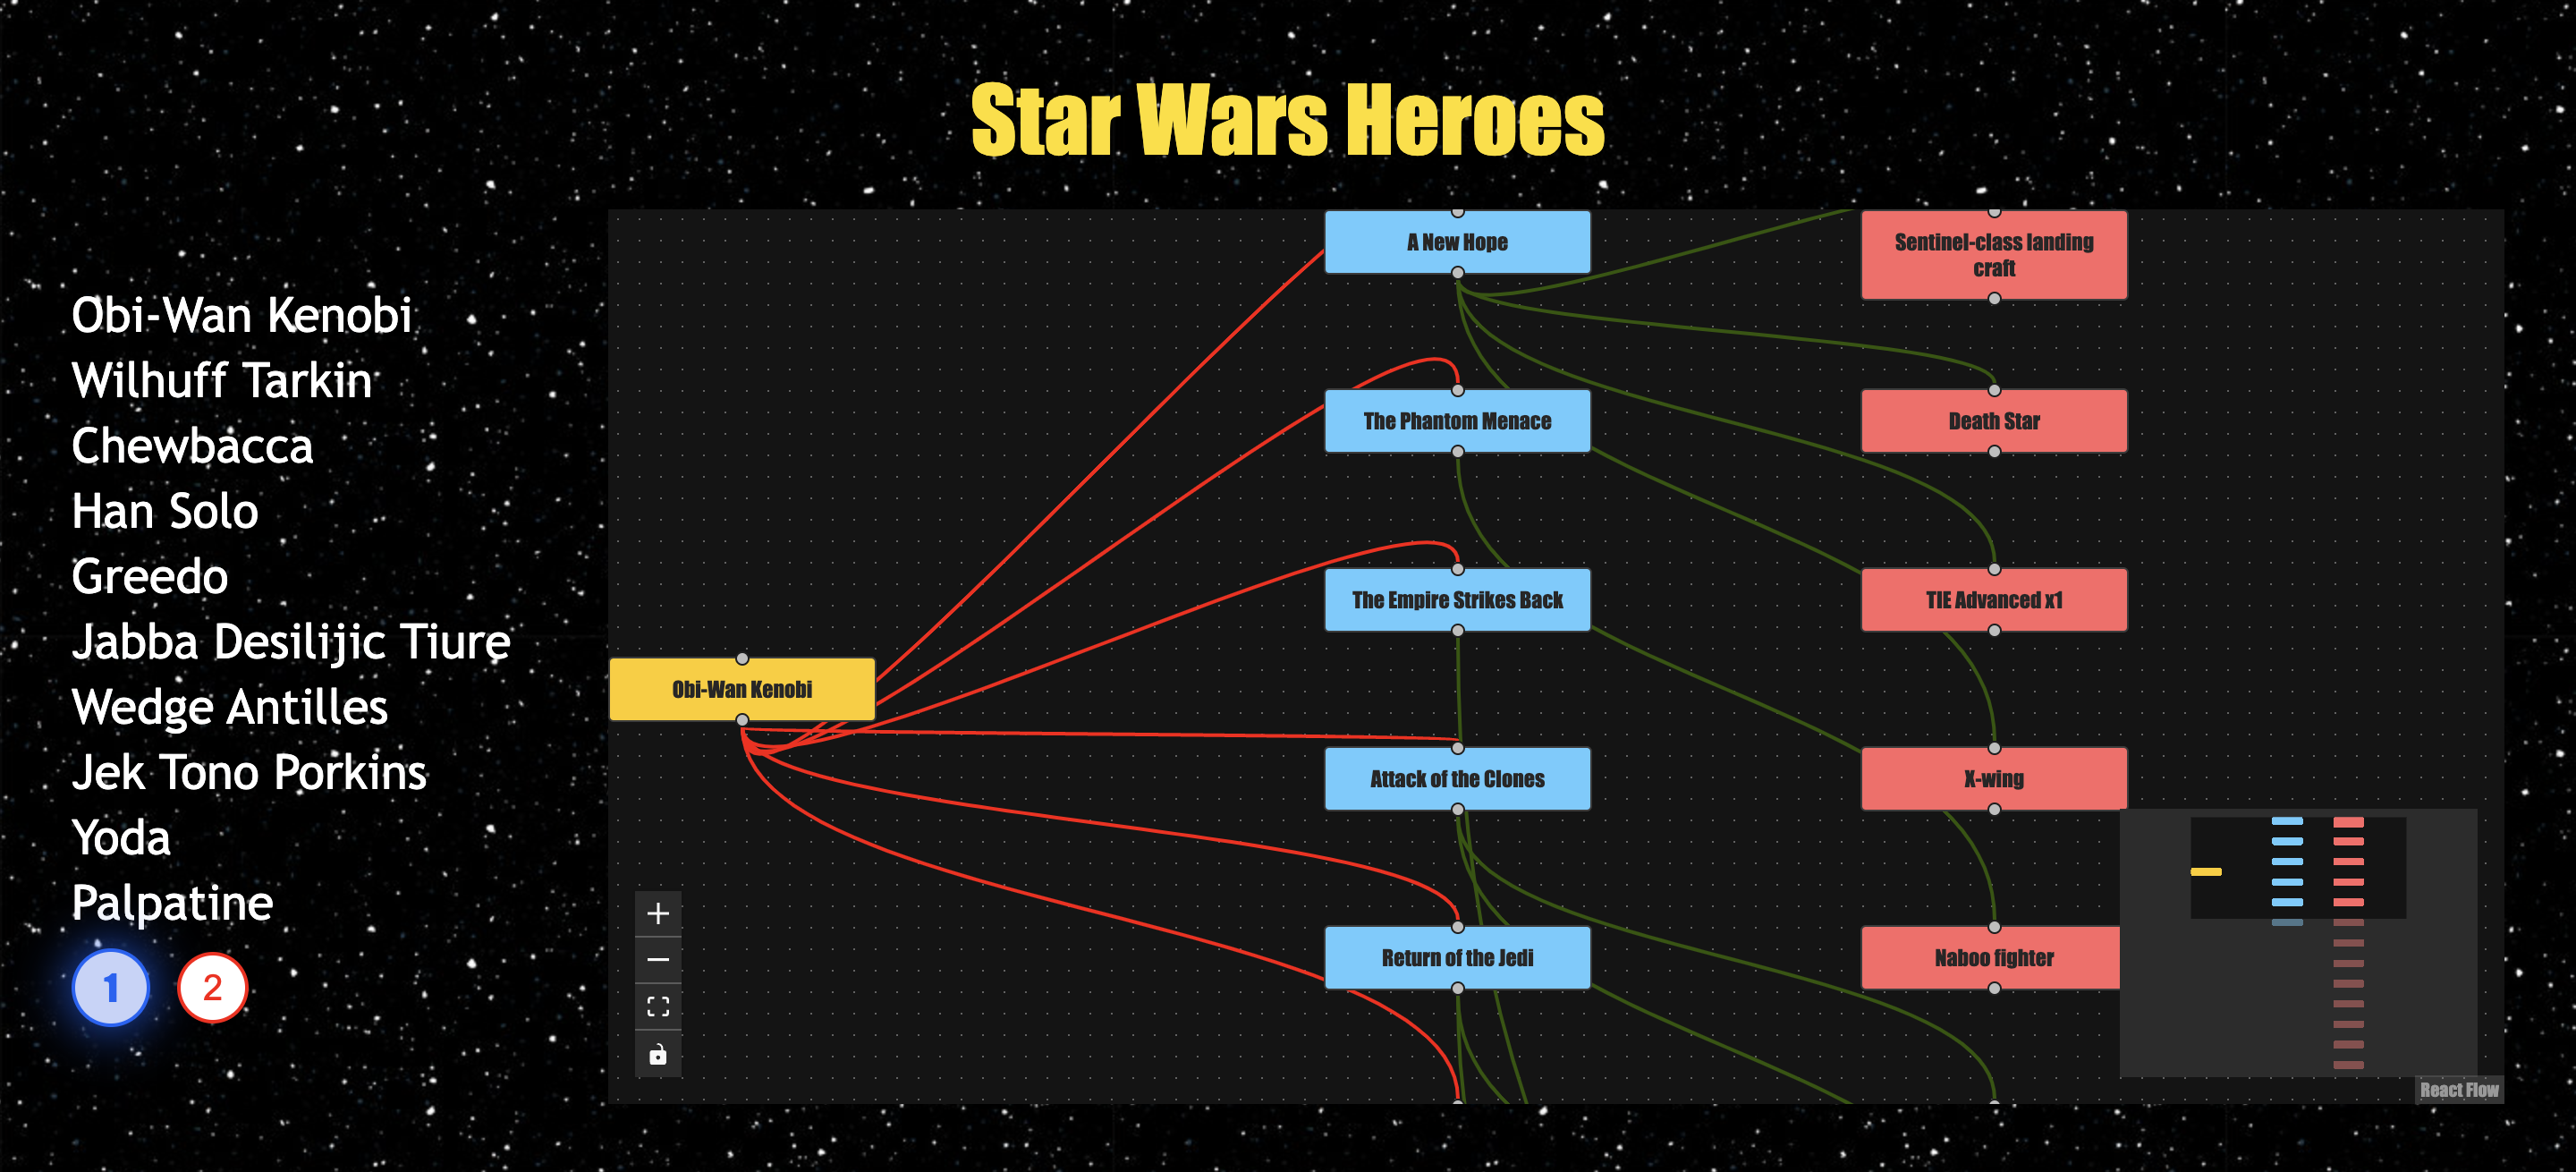 Star Wars Heroes
Obi-Wan Kenobi
Wilhuff Tarkin
Chewbacca
Han Solo
Greedo
Jabba Desilijic Tiure
Wedge Antilles
Jek Tono Porkins
Yoda
Palpatine
1 2
Obi-Wan Kenobi
A New Hope
The Phantom Menace
The Empire Strikes Back
Attack of the Clones
Return of the Jedi
Sentinel-class landing
craft
Death Star
TIE Advanced x1
X-wing
Naboo fighter
React Flow